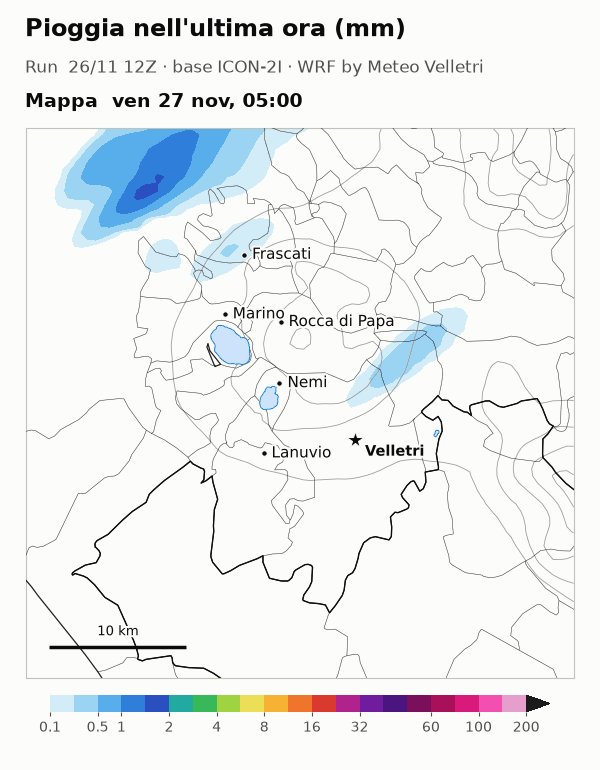 Pioggia nell'ultima ora (mm)
Run  26/11 12Z · base ICON-2I · WRF by Meteo Velletri
Mappa  ven 27 nov, 05:00
Frascati
Marino
Rocca di Papa
Nemi
Velletri
Lanuvio
10 km
0.1 0.5 1 2 4 8 16 32 60 100 200